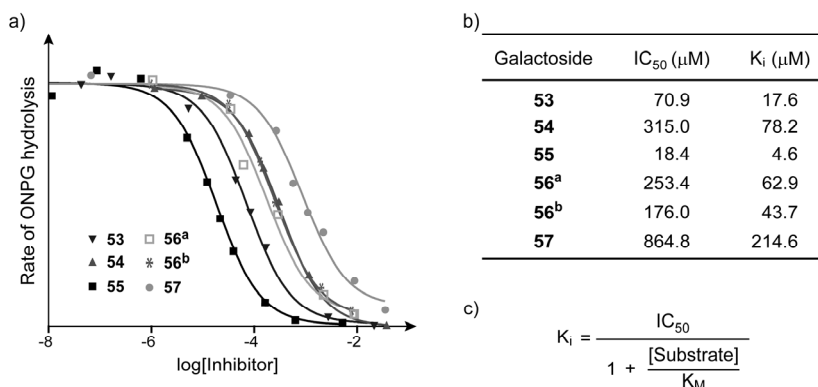 a)
Rate of ONPG hydrolysis
53 56ᵃ
54 56ᵇ
55 57
-8 -6 -4 -2
log[Inhibitor]
b)
Galactoside IC₅₀ (μM) Kᵢ (μM)
53 70.9 17.6
54 315.0 78.2
55 18.4 4.6
56ᵃ 253.4 62.9
56ᵇ 176.0 43.7
57 864.8 214.6
c)
IC₅₀
Kᵢ =
[Substrate]
1 +
K_M